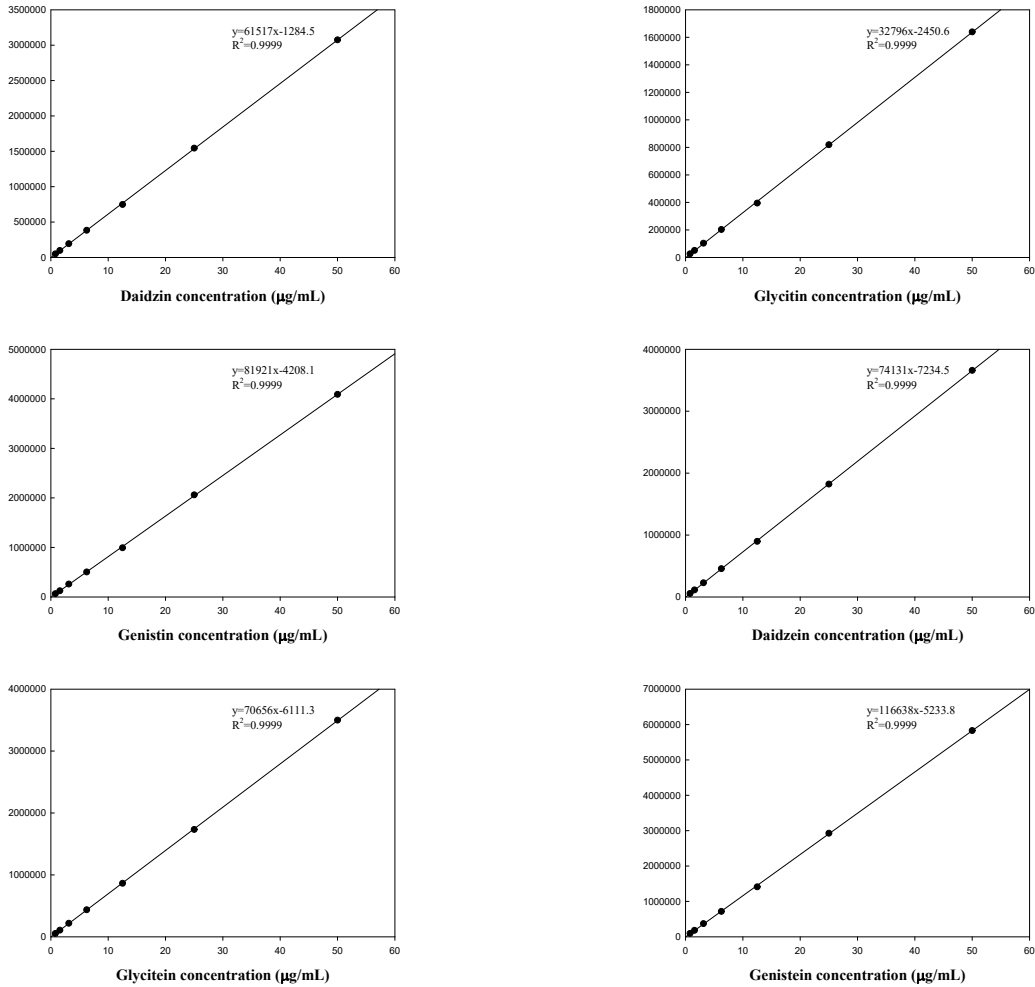 3500000
3000000
2500000
2000000
1500000
1000000
500000
0
y=61517x-1284.5
R²=0.9999
0 10 20 30 40 50 60
Daidzin concentration (μg/mL)
1800000
1600000
1400000
1200000
1000000
800000
600000
400000
200000
0
y=32796x-2450.6
R²=0.9999
0 10 20 30 40 50 60
Glycitin concentration (μg/mL)
5000000
4000000
3000000
2000000
1000000
0
y=81921x-4208.1
R²=0.9999
0 10 20 30 40 50 60
Genistin concentration (μg/mL)
4000000
3000000
2000000
1000000
0
y=74131x-7234.5
R²=0.9999
0 10 20 30 40 50 60
Daidzein concentration (μg/mL)
4000000
3000000
2000000
1000000
0
y=70656x-6111.3
R²=0.9999
0 10 20 30 40 50 60
Glycitein concentration (μg/mL)
7000000
6000000
5000000
4000000
3000000
2000000
1000000
0
y=116638x-5233.8
R²=0.9999
0 10 20 30 40 50 60
Genistein concentration (μg/mL)